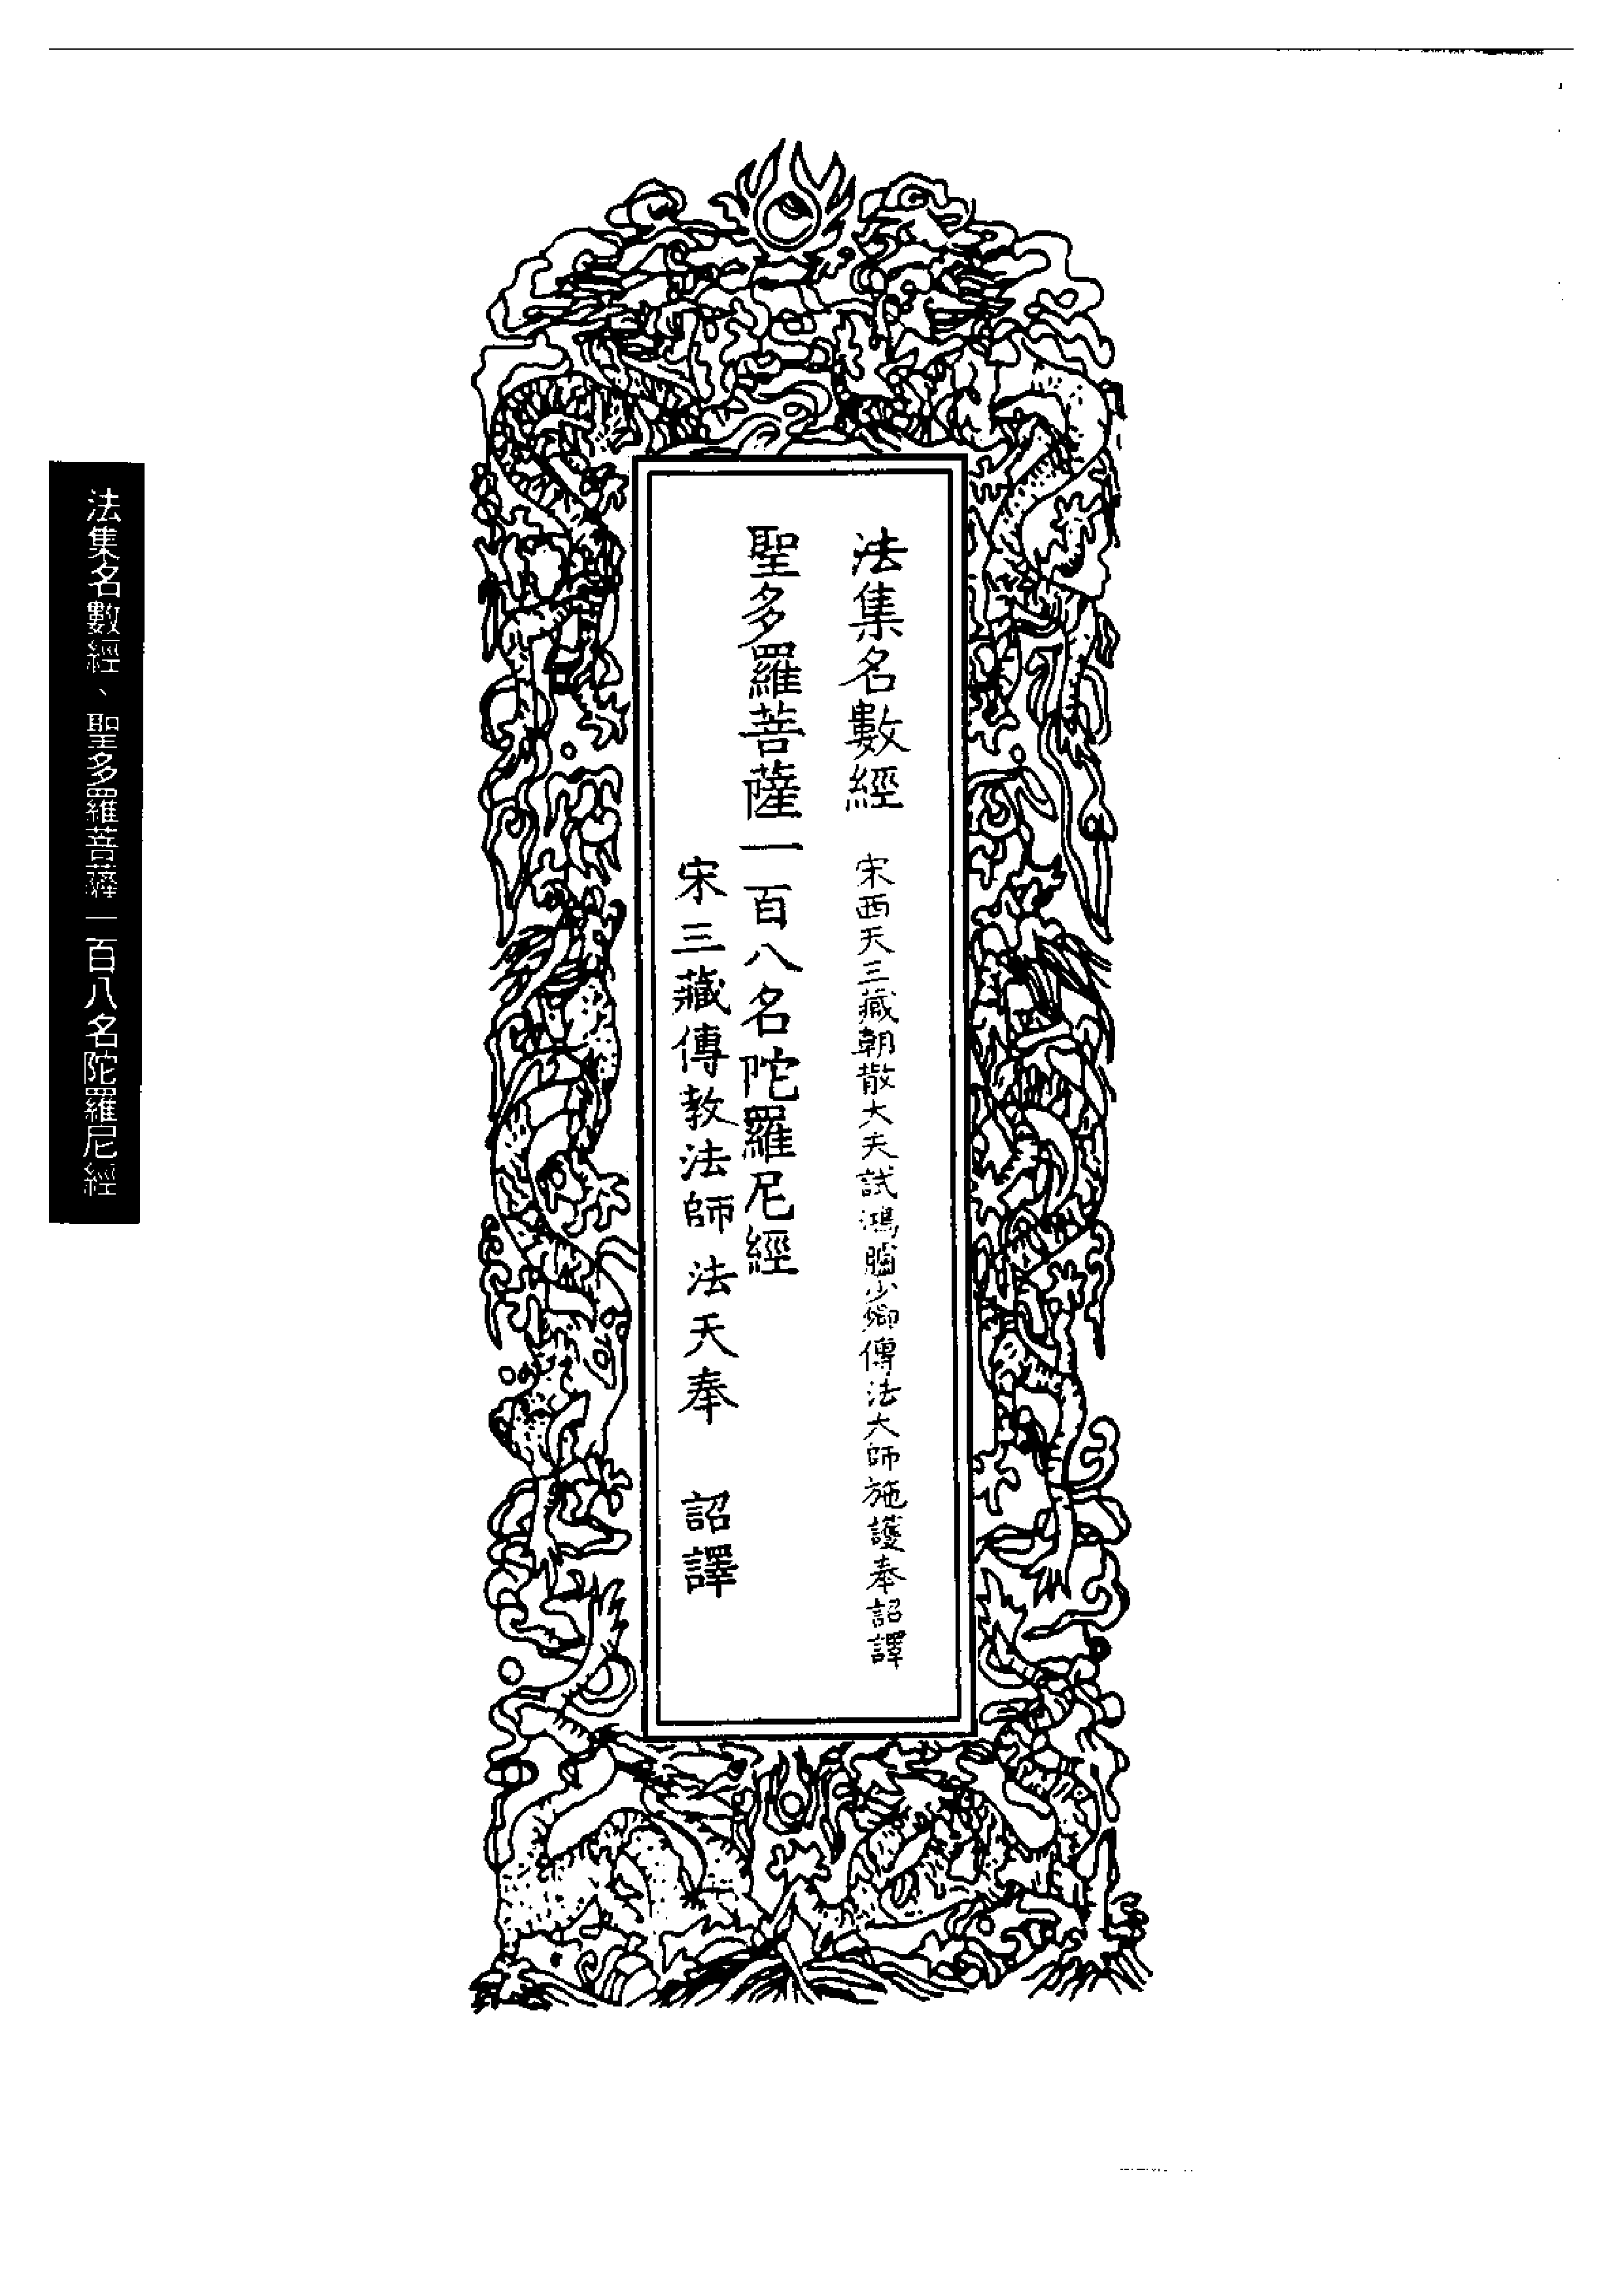 法集名數經　宋西天三藏朝散大夫試鴻臚少卿傳法大師施護奉詔譯
聖多羅菩薩一百八名陀羅尼經
宋三藏傳教法師法天奉　詔譯
法集名數經、聖多羅菩薩一百八名陀羅尼經